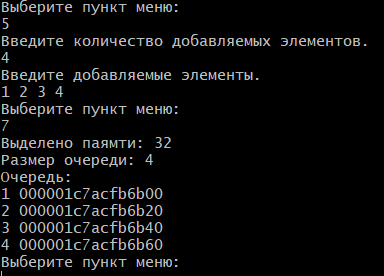 Выберите пункт меню:
5
Введите количество добавляемых элементов.
4
Введите добавляемые элементы.
1 2 3 4
Выберите пункт меню:
7
Выделено паямти: 32
Размер очереди: 4
Очередь:
1 000001c7acfb6b00
2 000001c7acfb6b20
3 000001c7acfb6b40
4 000001c7acfb6b60
Выберите пункт меню: